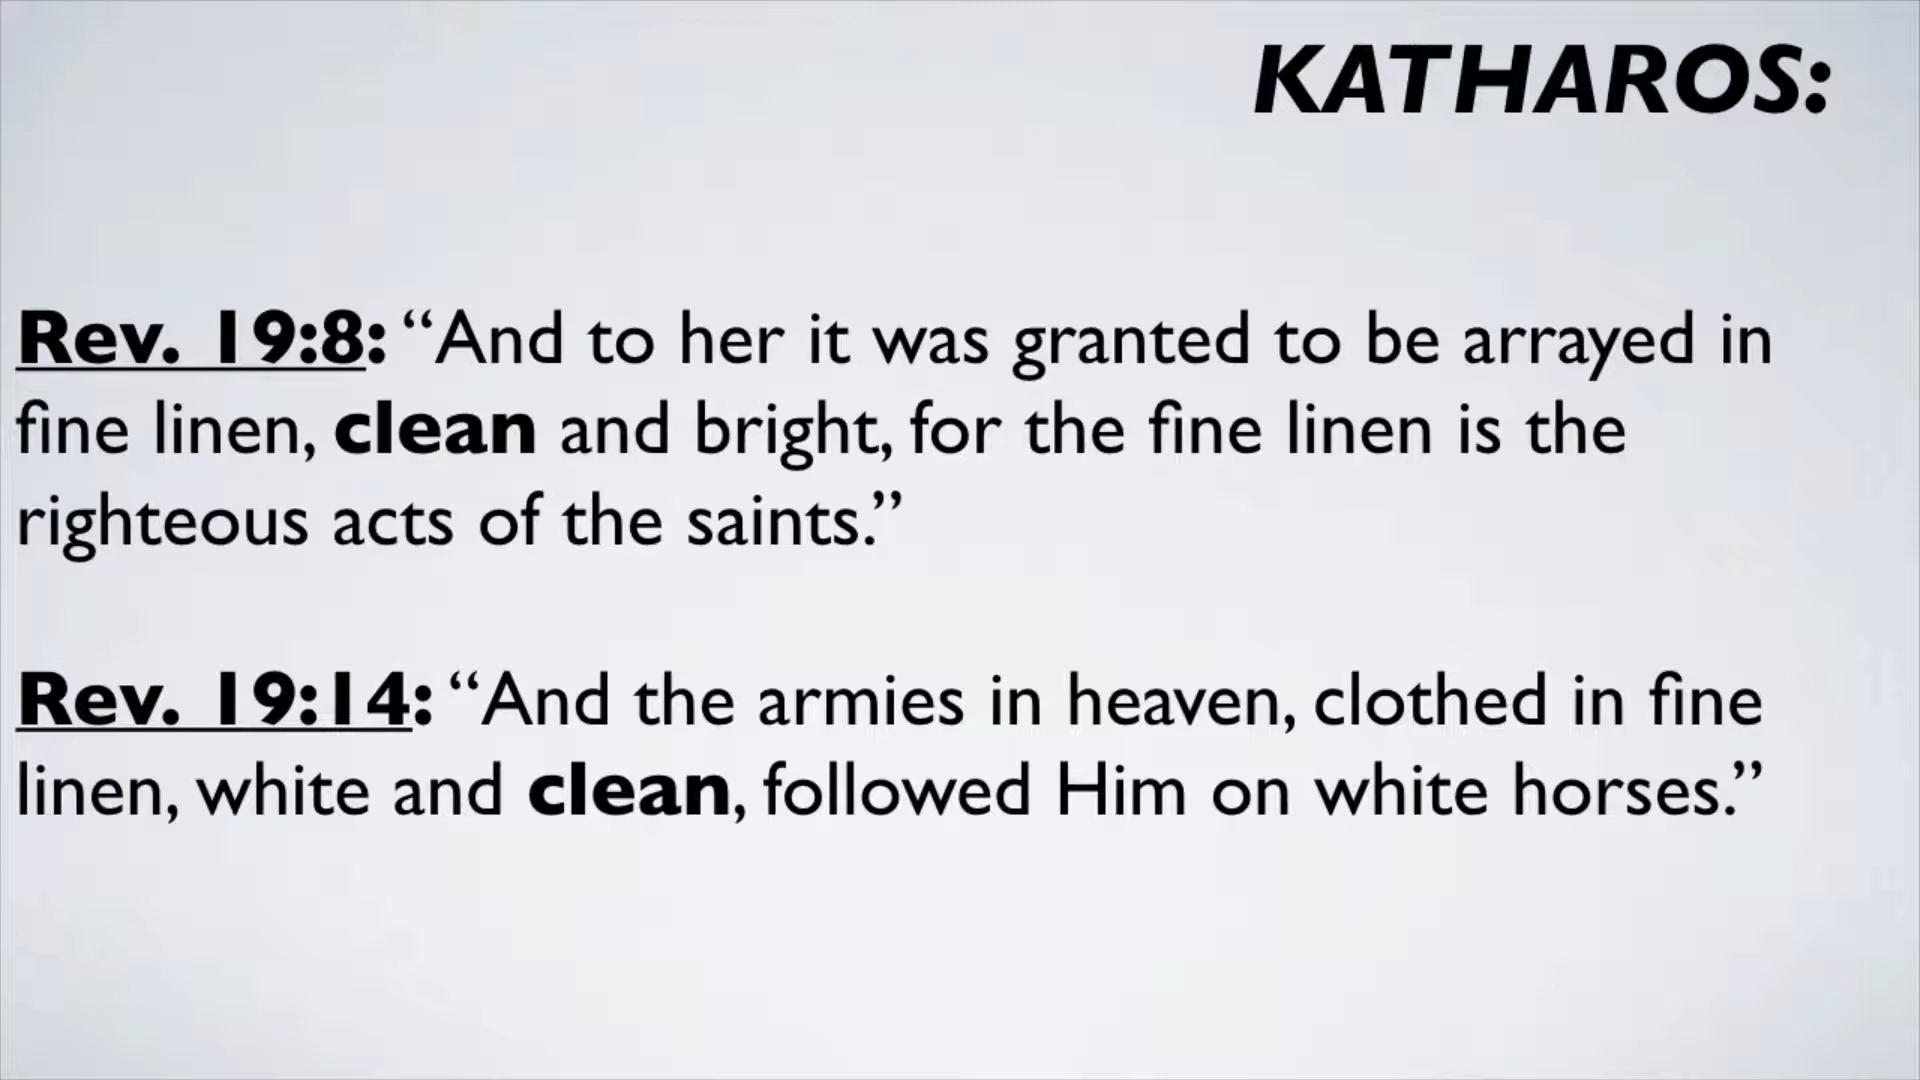 KATHAROS:
Rev. 19:8: “And to her it was granted to be arrayed in
fine linen, clean and bright, for the fine linen is the
righteous acts of the saints.”
Rev. 19:14: “And the armies in heaven, clothed in fine
linen, white and clean, followed Him on white horses.”